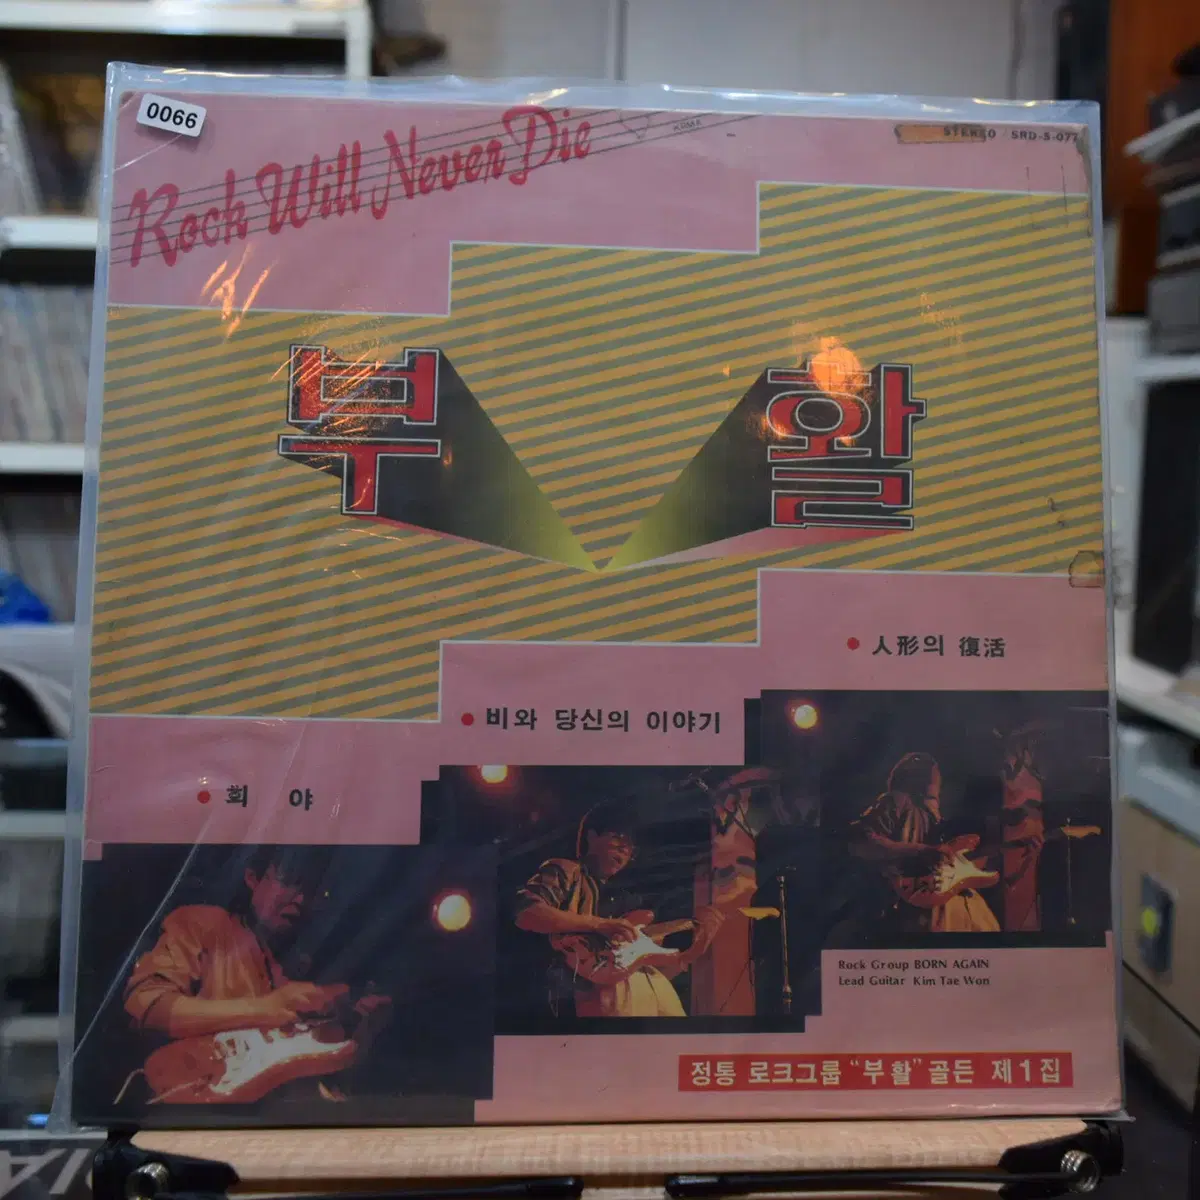 0066
Rock Will Never Die
STEREO SRD-S-077
부활
• 人形의 復活
• 비와 당신의 이야기
• 희 야
Rock Group BORN AGAIN
Lead Guitar Kim Tae Won
정통 로크그룹 "부활" 골든 제1집